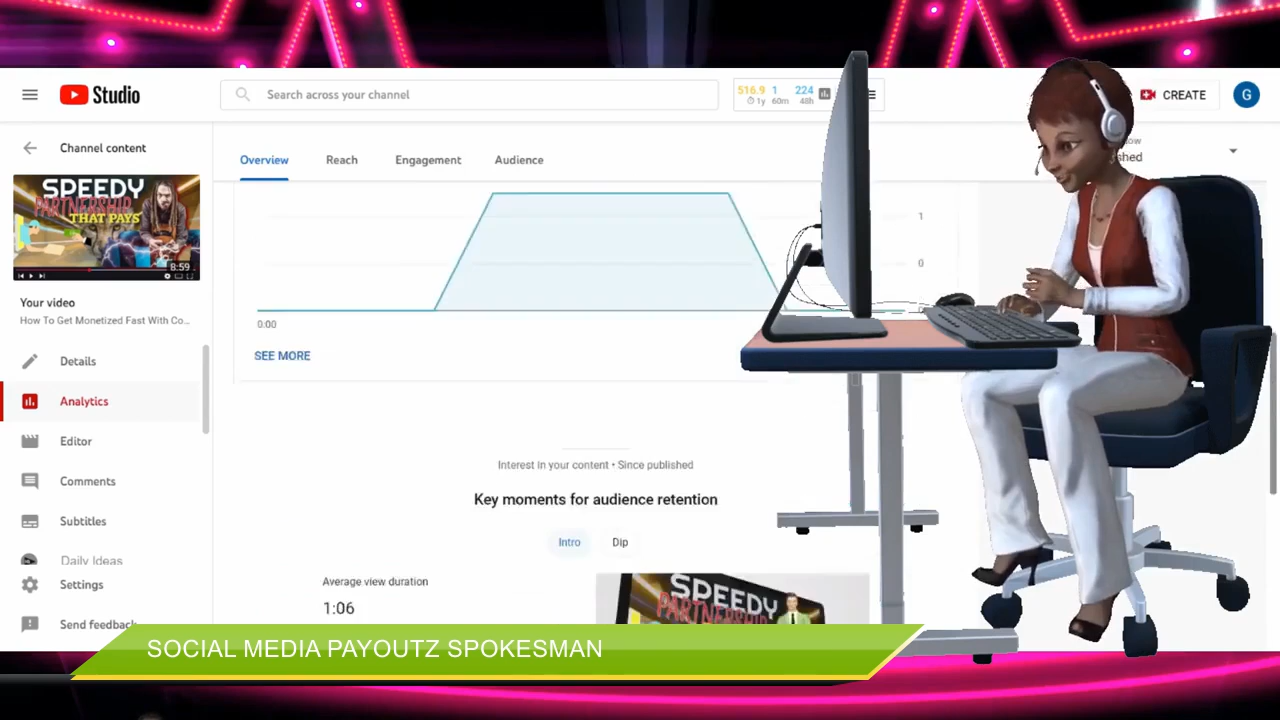 Studio
Search across your channel
516.9 1 224
1y 60m 48h
CREATE
G
Channel content
Overview Reach Engagement Audience
SPEEDY
PARTNERSHIP
THAT PAYS
8:59
1
0
0:00
SEE MORE
Your video
How To Get Monetized Fast With Co...
Details
Analytics
Editor
Comments
Subtitles
Daily Ideas
Settings
Send feedback
Interest in your content • Since published
Key moments for audience retention
Intro Dip
Average view duration
1:06
SPEEDY
PARTNERSHIP
SOCIAL MEDIA PAYOUTZ SPOKESMAN